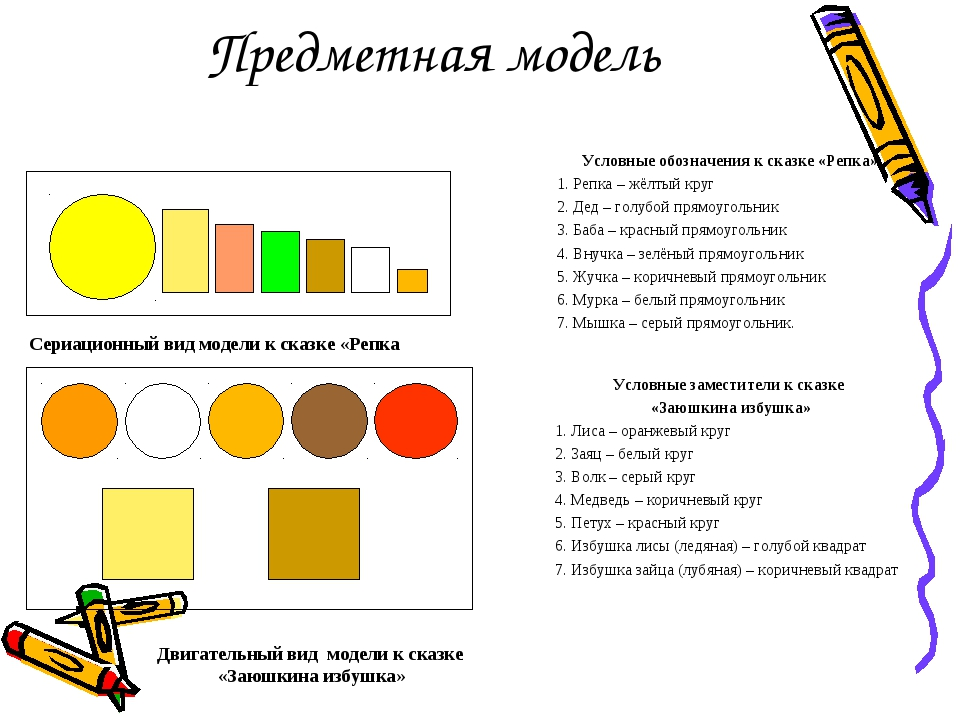 Предметная модель
Сериационный вид модели к сказке «Репка
Двигательный вид модели к сказке
«Заюшкина избушка»
Условные обозначения к сказке «Репка»
1. Репка – жёлтый круг
2. Дед – голубой прямоугольник
3. Баба – красный прямоугольник
4. Внучка – зелёный прямоугольник
5. Жучка – коричневый прямоугольник
6. Мурка – белый прямоугольник
7. Мышка – серый прямоугольник.
Условные заместители к сказке
«Заюшкина избушка»
1. Лиса – оранжевый круг
2. Заяц – белый круг
3. Волк – серый круг
4. Медведь – коричневый круг
5. Петух – красный круг
6. Избушка лисы (ледяная) – голубой квадрат
7. Избушка зайца (лубяная) – коричневый квадрат